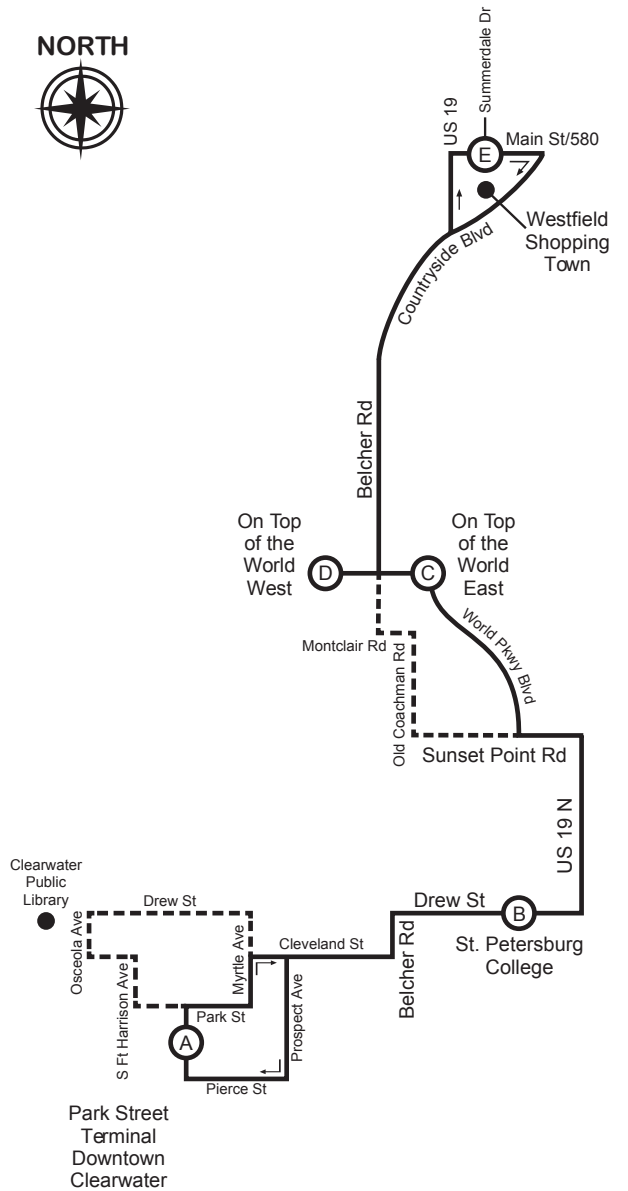 NORTH
Summerdale Dr
US 19
E
Main St/580
Westfield
Shopping
Town
Countryside Blvd
Belcher Rd
On Top
of the
World
West
D
C
On Top
of the
World
East
Montclair Rd
Old Coachman Rd
World Pkwy Blvd
Sunset Point Rd
US 19 N
Clearwater
Public
Library
Drew St
Osceola Ave
S Ft Harrison Ave
Myrtle Ave
Cleveland St
Belcher Rd
Drew St
B
St. Petersburg
College
Park St
Prospect Ave
A
Pierce St
Park Street
Terminal
Downtown
Clearwater